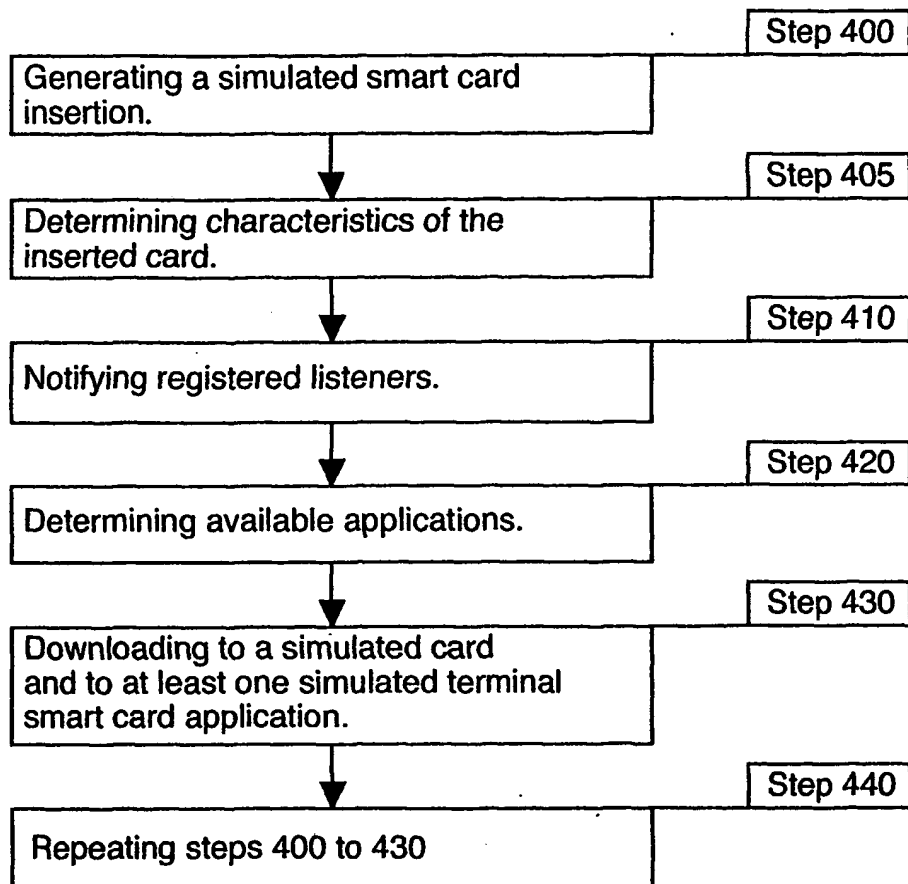 Step 400
Generating a simulated smart card
insertion.
Step 405
Determining characteristics of the
inserted card.
Step 410
Notifying registered listeners.
Step 420
Determining available applications.
Step 430
Downloading to a simulated card
and to at least one simulated terminal
smart card application.
Step 440
Repeating steps 400 to 430